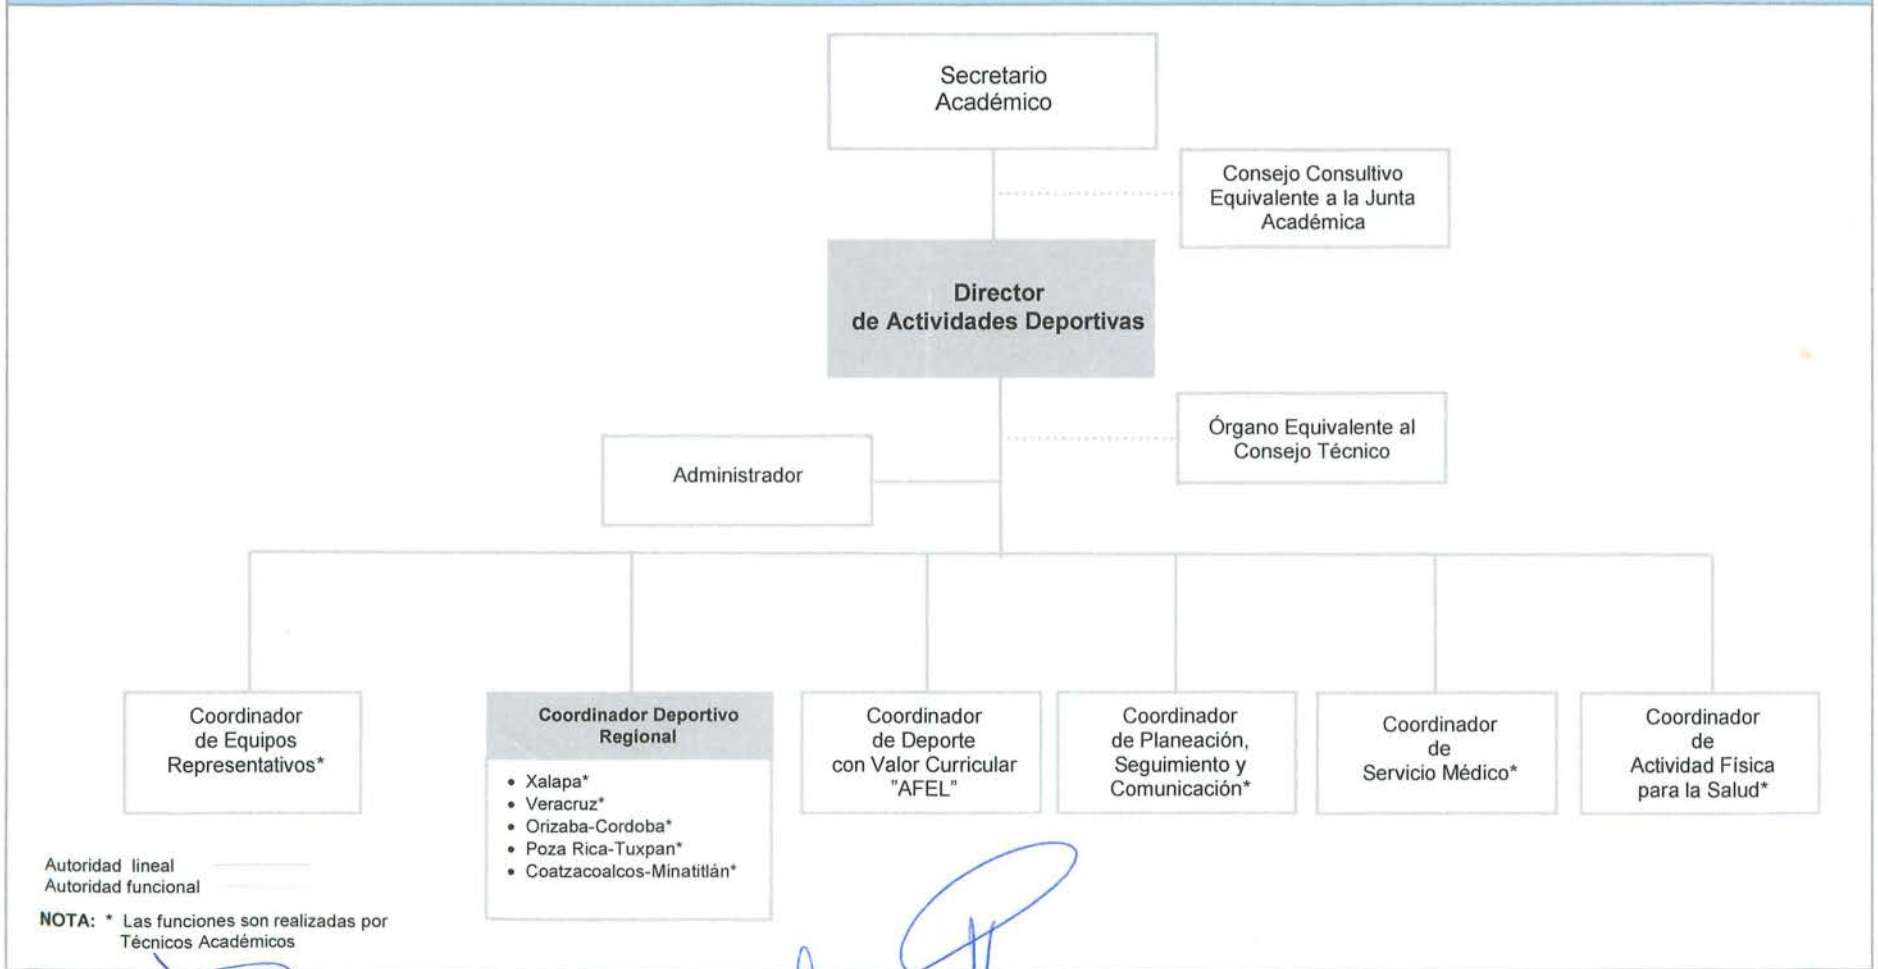 Secretario
Académico
Consejo Consultivo
Equivalente a la Junta
Académica
Director
de Actividades Deportivas
Órgano Equivalente al
Consejo Técnico
Administrador
Coordinador
de Equipos
Representativos*
Coordinador Deportivo
Regional
• Xalapa*
• Veracruz*
• Orizaba-Cordoba*
• Poza Rica-Tuxpan*
• Coatzacoalcos-Minatitlán*
Coordinador
de Deporte
con Valor Curricular
"AFEL"
Coordinador
de Planeación,
Seguimiento y
Comunicación*
Coordinador
de
Servicio Médico*
Coordinador
de
Actividad Física
para la Salud*
Autoridad lineal
Autoridad funcional
NOTA: * Las funciones son realizadas por
Técnicos Académicos